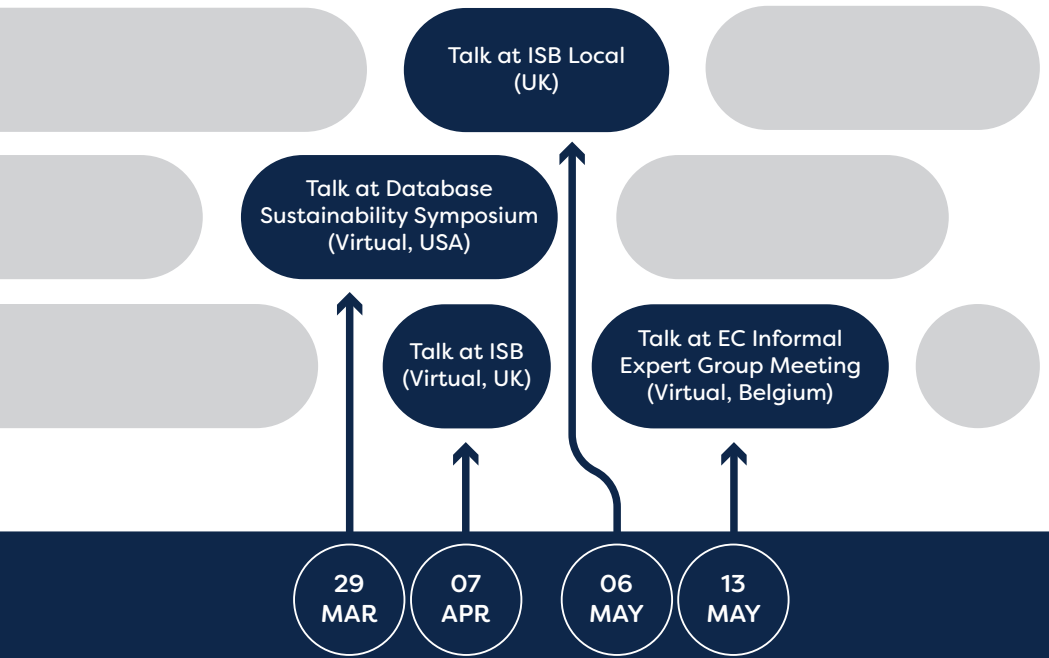 Talk at ISB Local
(UK)
Talk at Database
Sustainability Symposium
(Virtual, USA)
Talk at ISB
(Virtual, UK)
Talk at EC Informal
Expert Group Meeting
(Virtual, Belgium)
29
MAR
07
APR
06
MAY
13
MAY